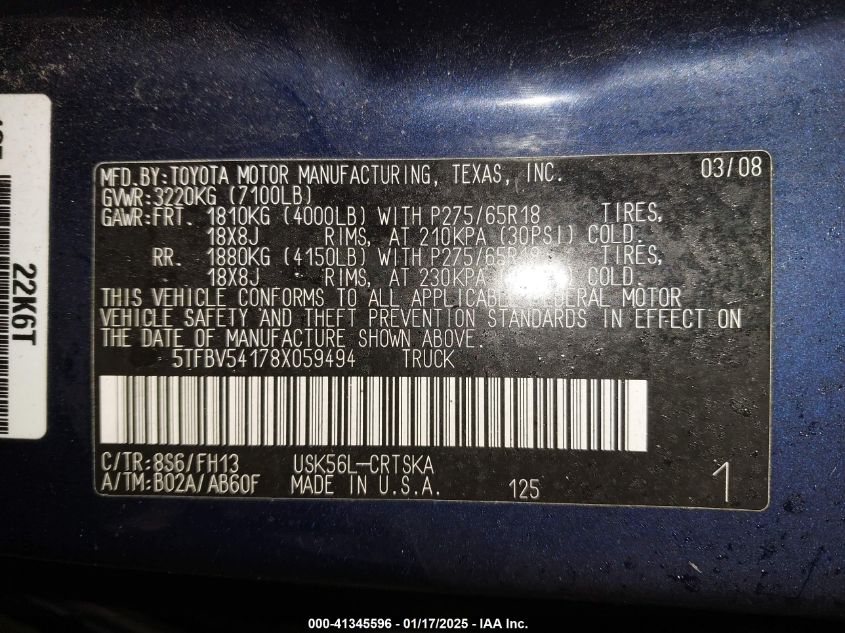 MFD.BY:TOYOTA MOTOR MANUFACTURING, TEXAS, INC. 03/08
GVWR:3220KG (7100LB)
GAWR:FRT. 1810KG (4000LB) WITH P275/65R18 TIRES,
18X8J RIMS, AT 210KPA (30PSI) COLD.
RR. 1880KG (4150LB) WITH P275/65R TIRES,
18X8J RIMS, AT 230KPA COLD.
THIS VEHICLE CONFORMS TO ALL APPLICABLE FEDERAL MOTOR
VEHICLE SAFETY AND THEFT PREVENTION STANDARDS IN EFFECT ON
THE DATE OF MANUFACTURE SHOWN ABOVE.
5TFBV54178X059494 TRUCK
C/TR:8S6/FH13 USK56L-CRTSKA
A/TM:B02A/AB60F MADE IN U.S.A. 125 1
22K6T
000-41345596 - 01/17/2025 - IAA Inc.